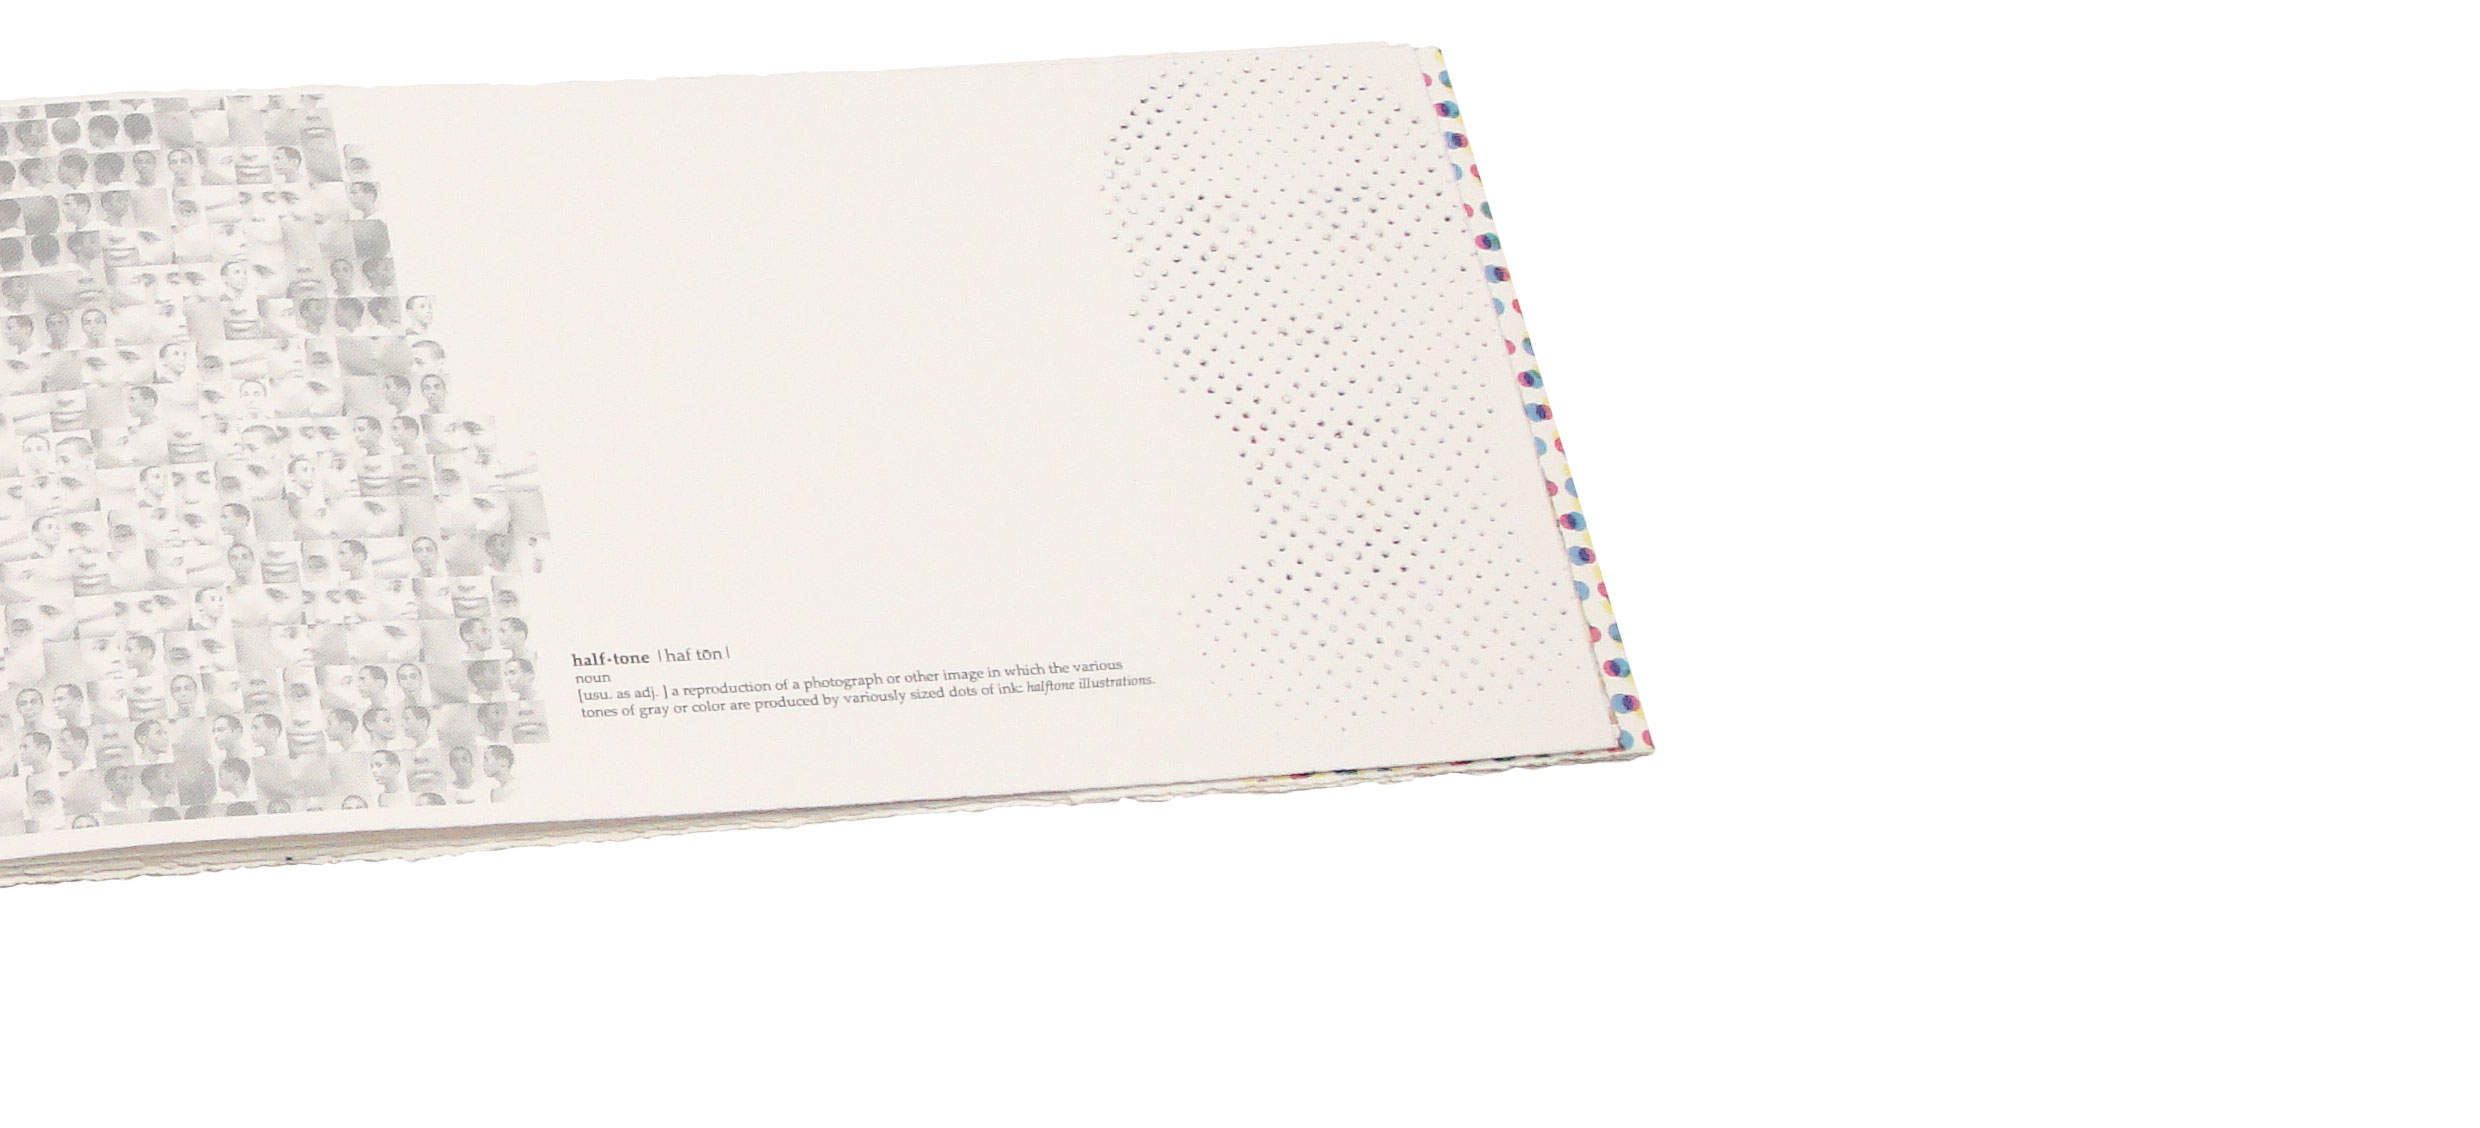 half·tone |haf tōn|
noun
[usu. as adj. ] a reproduction of a photograph or other image in which the various
tones of gray or color are produced by variously sized dots of ink: halftone illustrations.